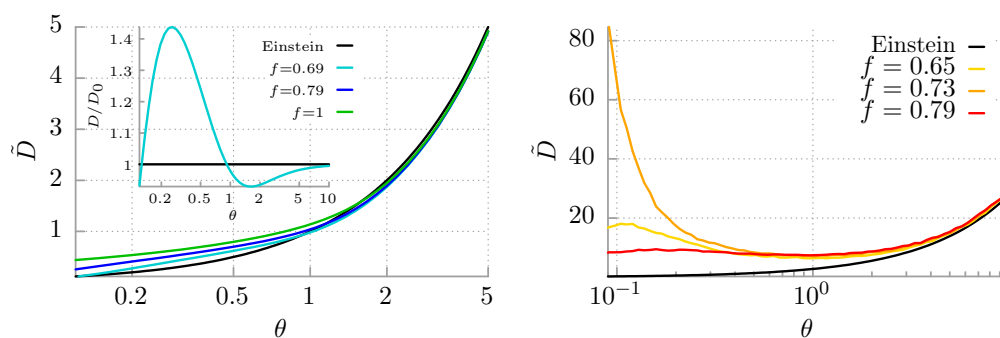 5
4
3
2
1
D̃
0.2
0.5
1
2
5
θ
Einstein
f=0.69
f=0.79
f=1
1.4
1.3
1.2
1.1
1
D/D₀
0.2
0.5
1
2
5
10
θ
80
60
40
20
D̃
10⁻¹
10⁰
θ
Einstein
f = 0.65
f = 0.73
f = 0.79